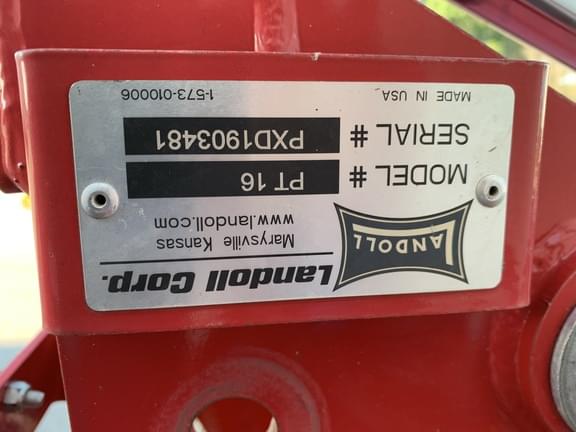 LANDOLL
Landoll Corp.
Marysville Kansas
www.landoll.com
MODEL # PT 16
SERIAL # PXD1903481
MADE IN USA 1-573-010006